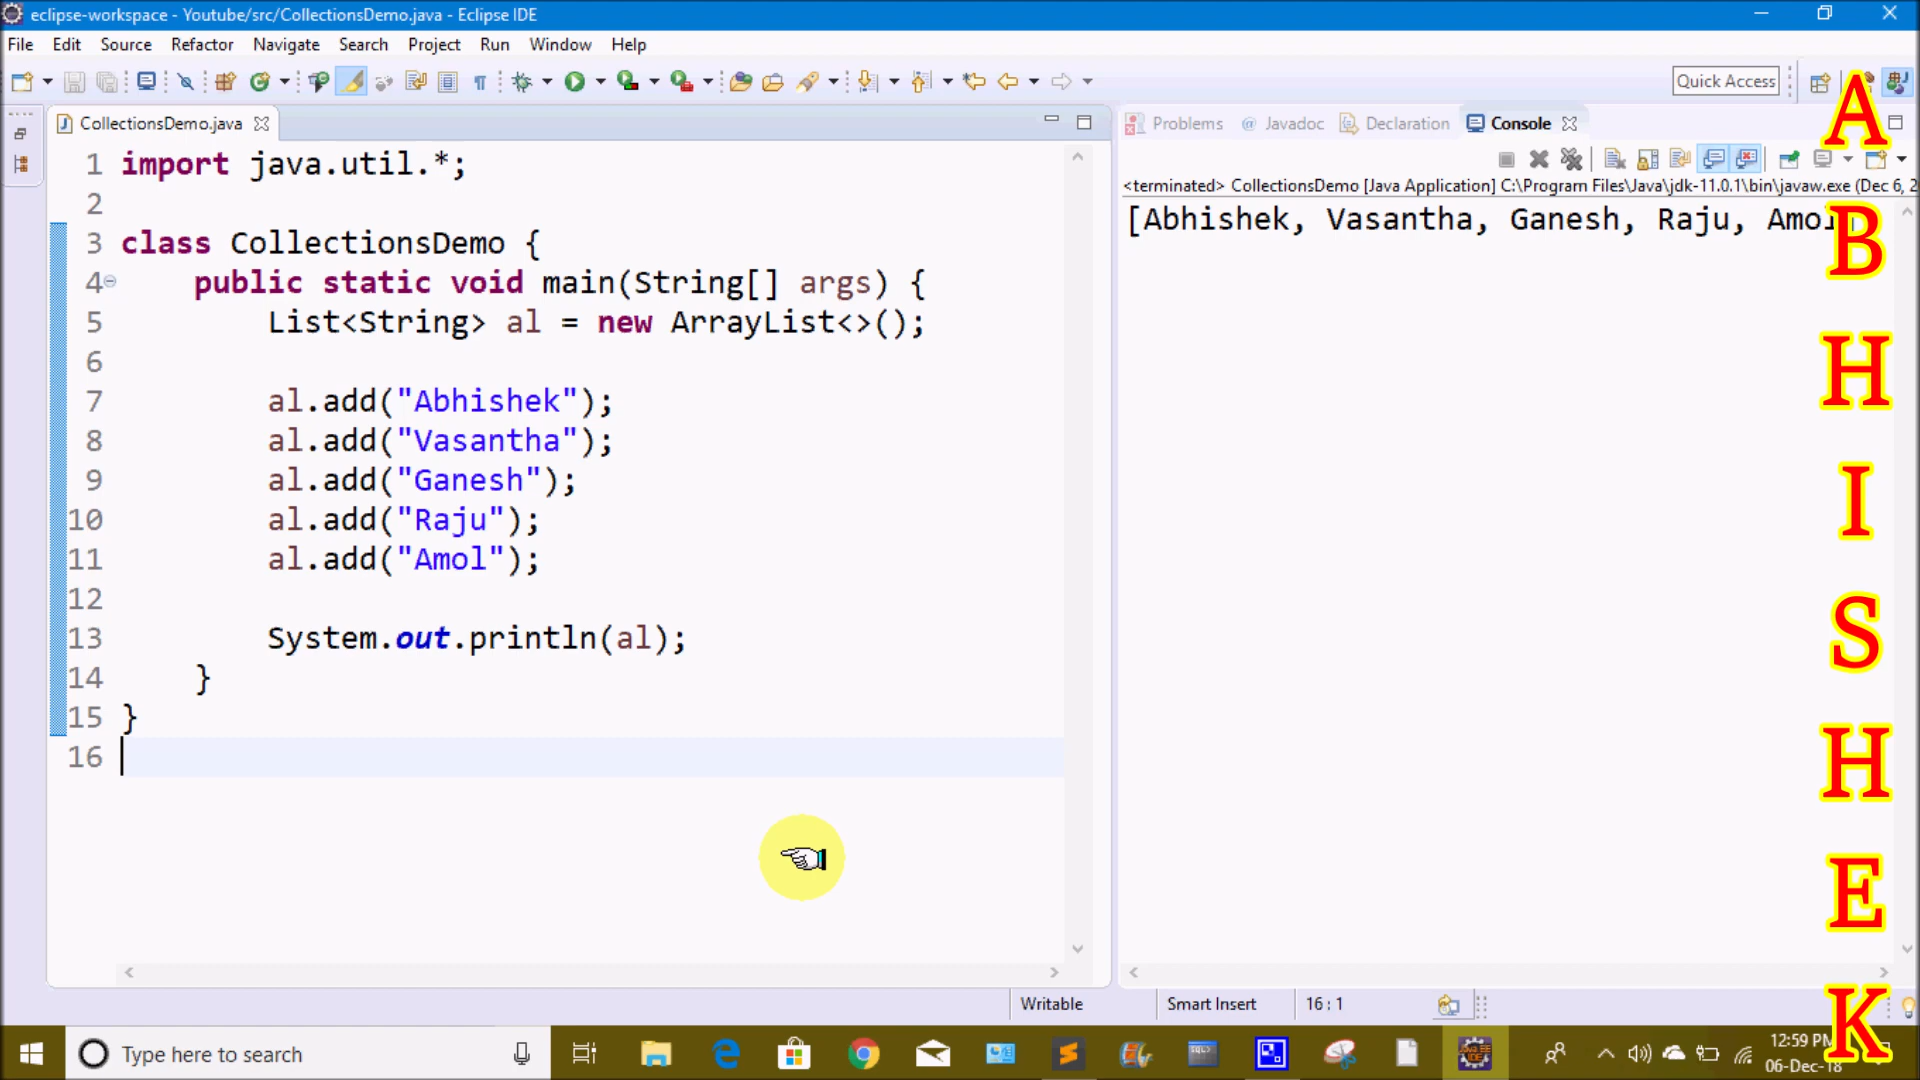 eclipse-workspace - Youtube/src/CollectionsDemo.java - Eclipse IDE
File Edit Source Refactor Navigate Search Project Run Window Help
Quick Access
CollectionsDemo.java
Problems @ Javadoc Declaration Console
<terminated> CollectionsDemo [Java Application] C:\Program Files\Java\jdk-11.0.1\bin\javaw.exe (Dec 6, 2
[Abhishek, Vasantha, Ganesh, Raju, Amol
1 import java.util.*;
2
3 class CollectionsDemo {
4 public static void main(String[] args) {
5 List<String> al = new ArrayList<>();
6
7 al.add("Abhishek");
8 al.add("Vasantha");
9 al.add("Ganesh");
10 al.add("Raju");
11 al.add("Amol");
12
13 System.out.println(al);
14 }
15 }
16
A
B
H
I
S
H
E
K
Writable Smart Insert 16 : 1
Type here to search
12:59 PM
06-Dec-18